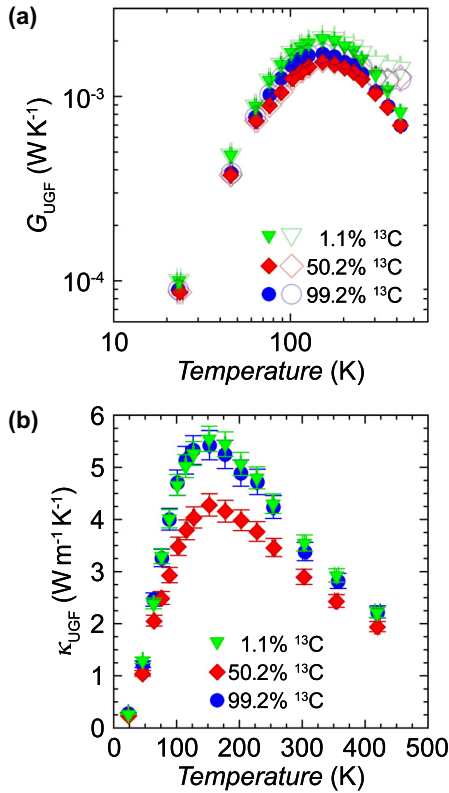 (a)
G_UGF (W K⁻¹)
10⁻³
10⁻⁴
1.1% ¹³C
50.2% ¹³C
99.2% ¹³C
10
100
Temperature (K)
(b)
κ_UGF (W m⁻¹ K⁻¹)
6
5
4
3
2
1
0
1.1% ¹³C
50.2% ¹³C
99.2% ¹³C
0 100 200 300 400 500
Temperature (K)